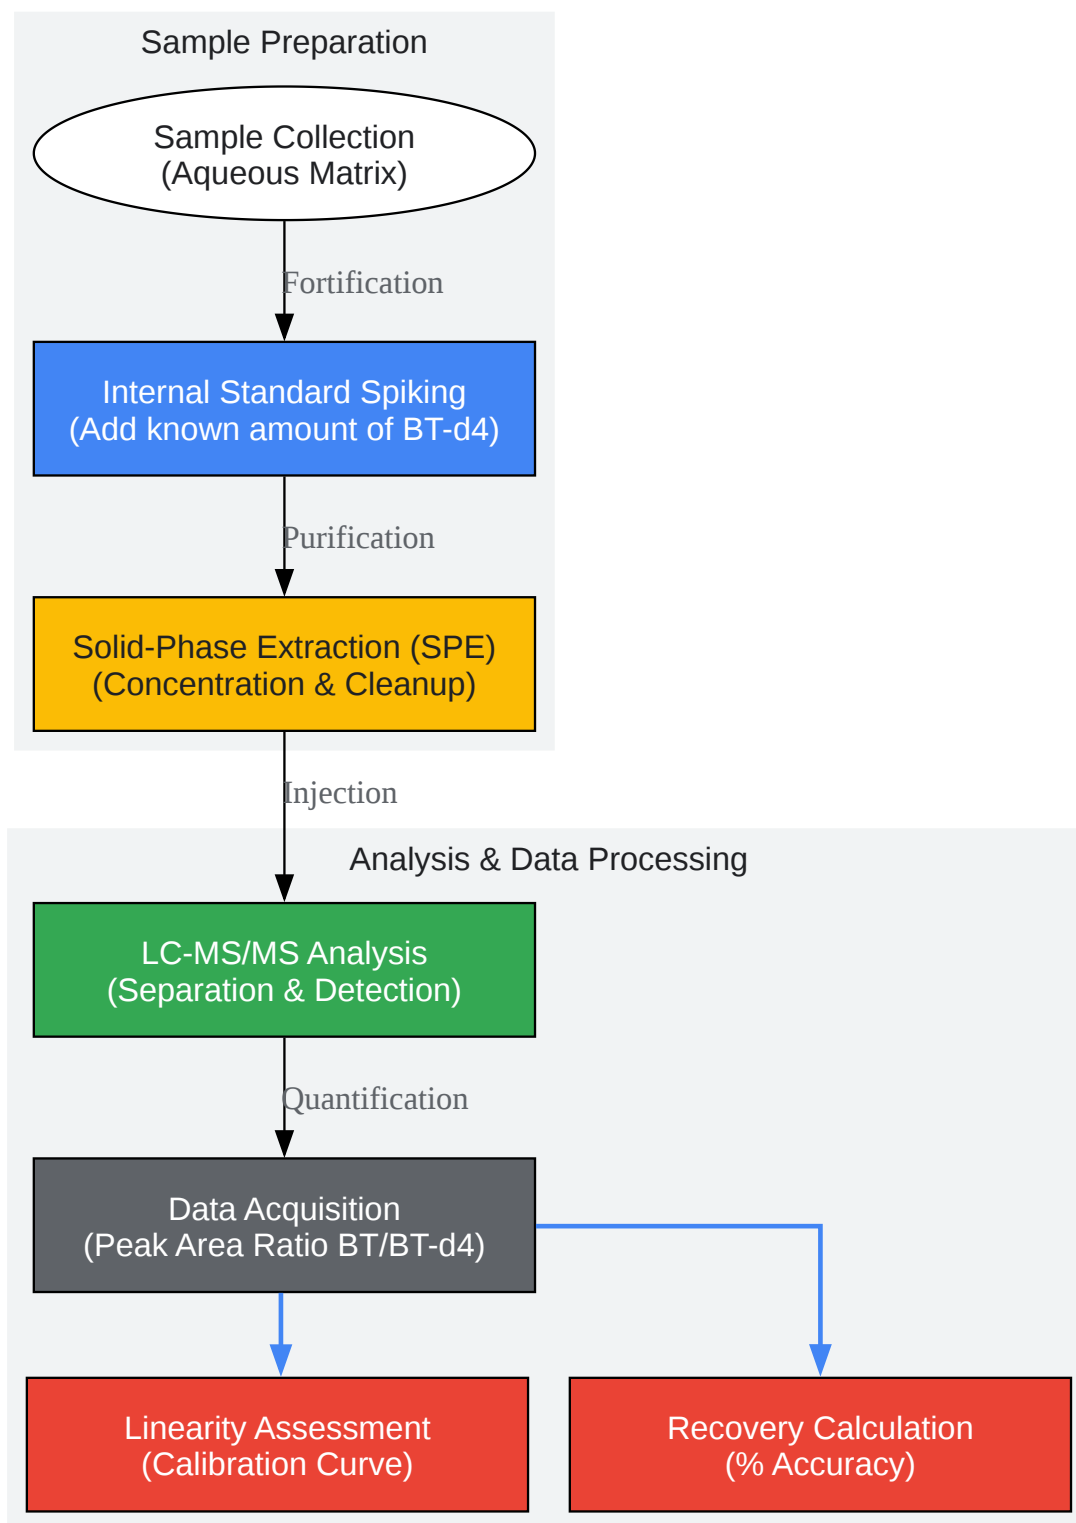 Sample Preparation
Sample Collection
(Aqueous Matrix)
Fortification
Internal Standard Spiking
(Add known amount of BT-d4)
Purification
Solid-Phase Extraction (SPE)
(Concentration & Cleanup)
Injection
Analysis & Data Processing
LC-MS/MS Analysis
(Separation & Detection)
Quantification
Data Acquisition
(Peak Area Ratio BT/BT-d4)
Linearity Assessment
(Calibration Curve)
Recovery Calculation
(% Accuracy)